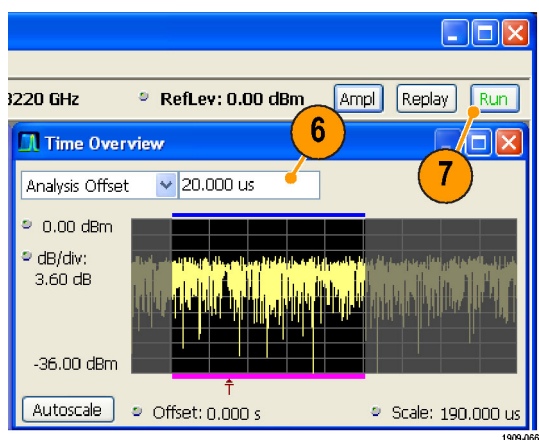 3220 GHz RefLev: 0.00 dBm Ampl Replay Run
6
Time Overview
7
Analysis Offset 20.000 us
0.00 dBm
dB/div:
3.60 dB
-36.00 dBm
Autoscale Offset: 0.000 s Scale: 190.000 us
1909-066